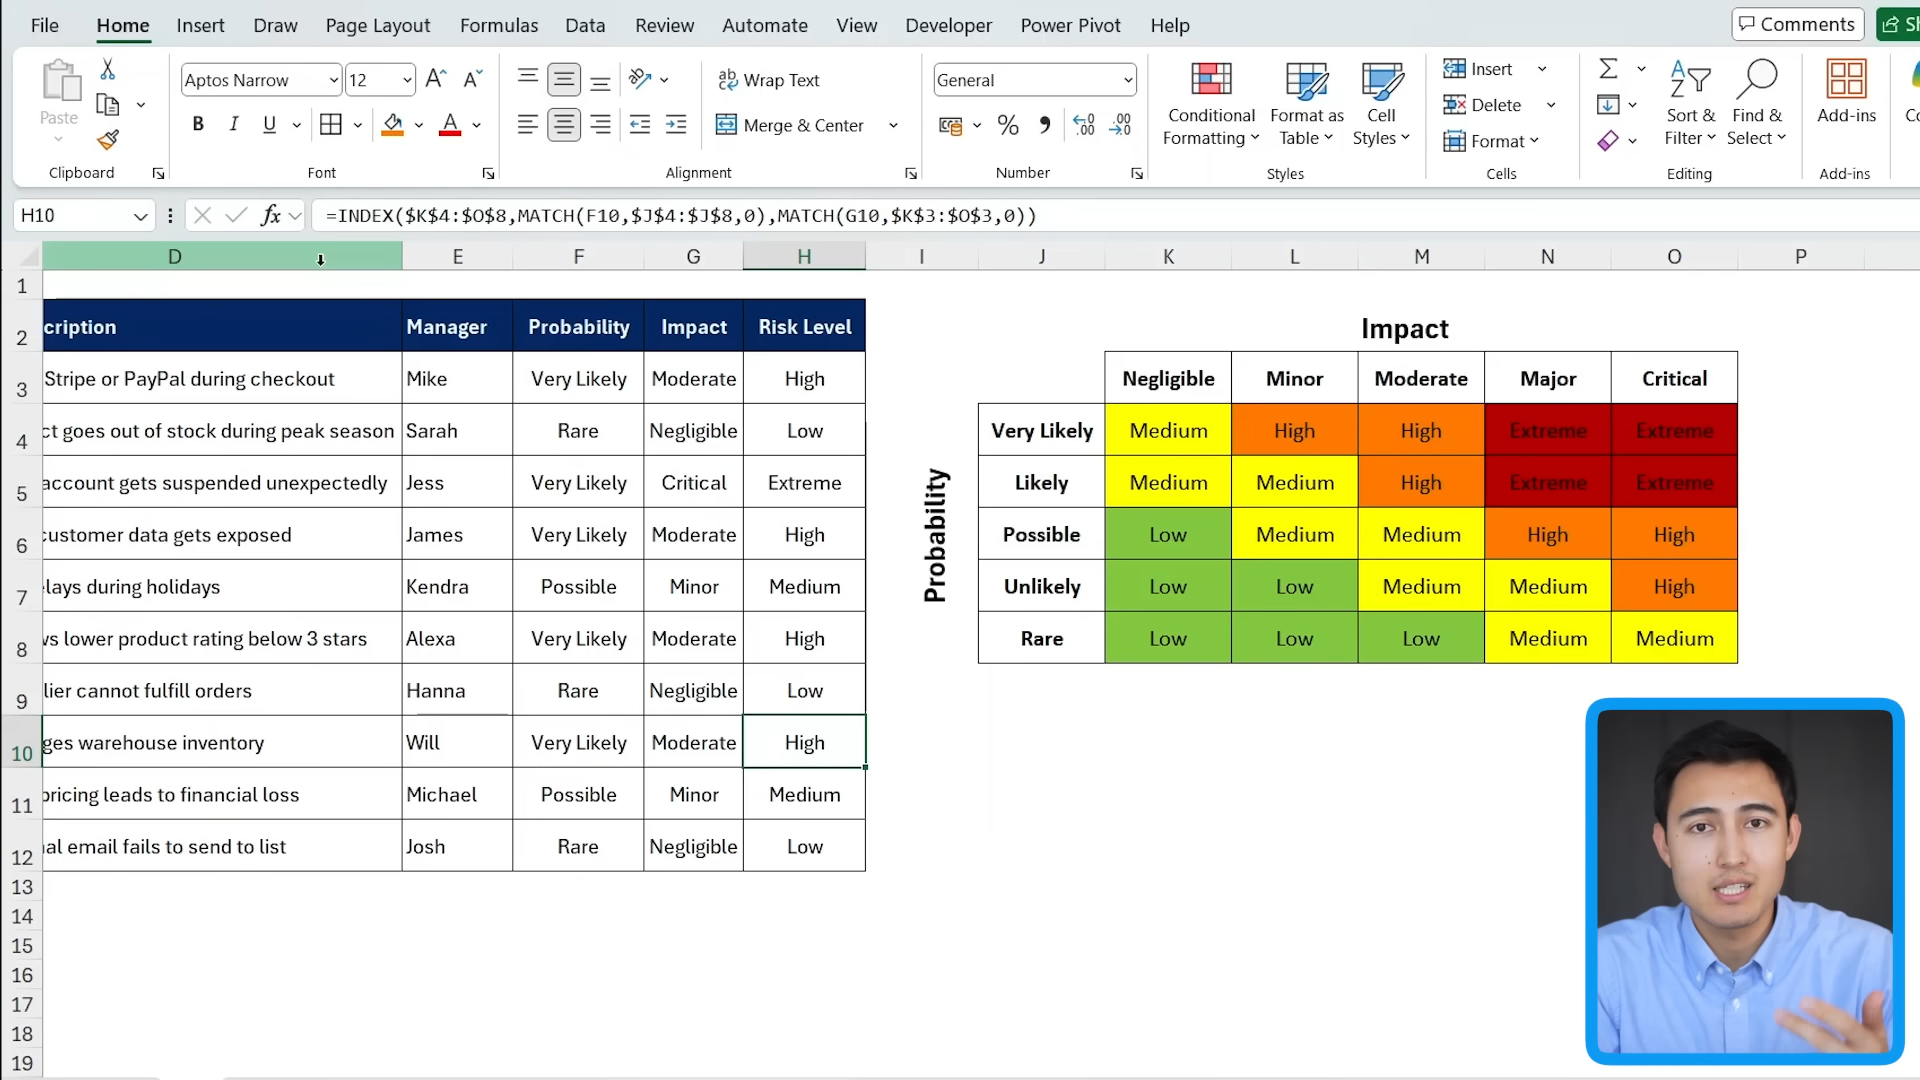 File Home Insert Draw Page Layout Formulas Data Review Automate View Developer Power Pivot Help Comments
Aptos Narrow 12 Wrap Text General Insert
Paste Conditional Formatting Format as Table Cell Styles Delete Sort & Filter Find & Select Add-ins
B I U Merge & Center Format
Clipboard Font Alignment Number Styles Cells Editing Add-ins
H10 fx =INDEX($K$4:$O$8,MATCH(F10,$J$4:$J$8,0),MATCH(G10,$K$3:$O$3,0))
D E F G H I J K L M N O P
1
2 cription Manager Probability Impact Risk Level Impact
3 Stripe or PayPal during checkout Mike Very Likely Moderate High Negligible Minor Moderate Major Critical
4 ct goes out of stock during peak season Sarah Rare Negligible Low Very Likely Medium High High Extreme Extreme
5 account gets suspended unexpectedly Jess Very Likely Critical Extreme Likely Medium Medium High Extreme Extreme
Probability
6 customer data gets exposed James Very Likely Moderate High Possible Low Medium Medium High High
7 elays during holidays Kendra Possible Minor Medium Unlikely Low Low Medium Medium High
8 ws lower product rating below 3 stars Alexa Very Likely Moderate High Rare Low Low Low Medium Medium
9 lier cannot fulfill orders Hanna Rare Negligible Low
10 ges warehouse inventory Will Very Likely Moderate High
11 pricing leads to financial loss Michael Possible Minor Medium
12 al email fails to send to list Josh Rare Negligible Low
13
14
15
16
17
18
19